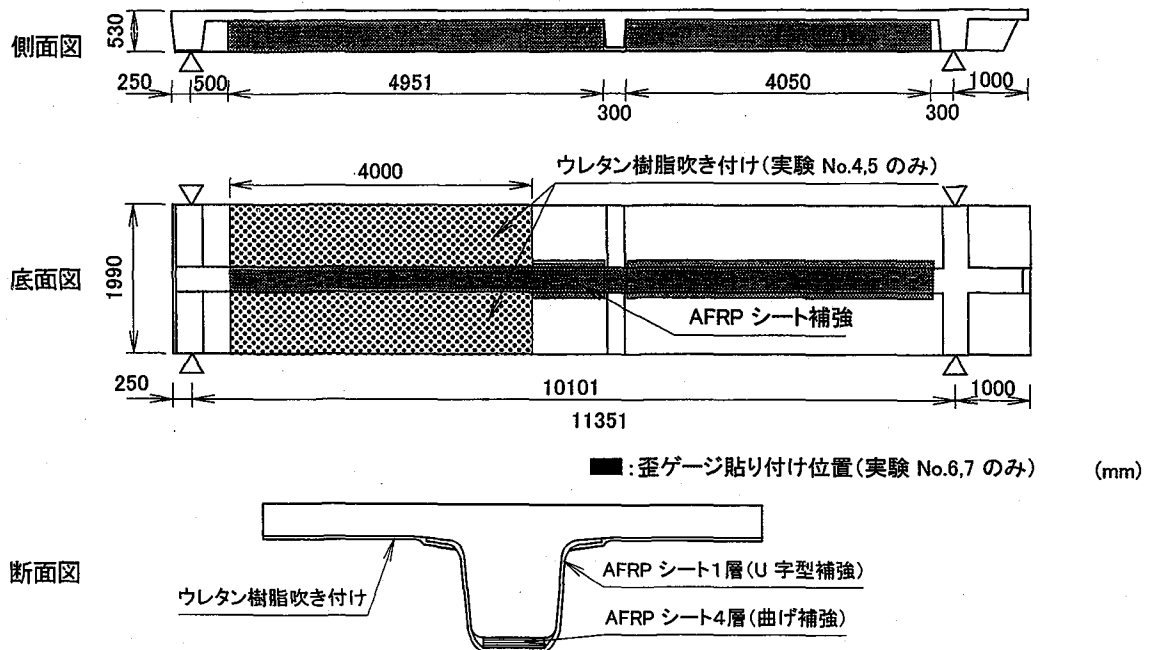 側面図
530
250
500
4951
300
4050
300
1000
ウレタン樹脂吹き付け(実験 No.4,5 のみ)
4000
底面図
1990
AFRP シート補強
250
10101
1000
11351
:歪ゲージ貼り付け位置(実験 No.6,7 のみ)
(mm)
断面図
AFRP シート1層(U 字型補強)
ウレタン樹脂吹き付け
AFRP シート4層(曲げ補強)